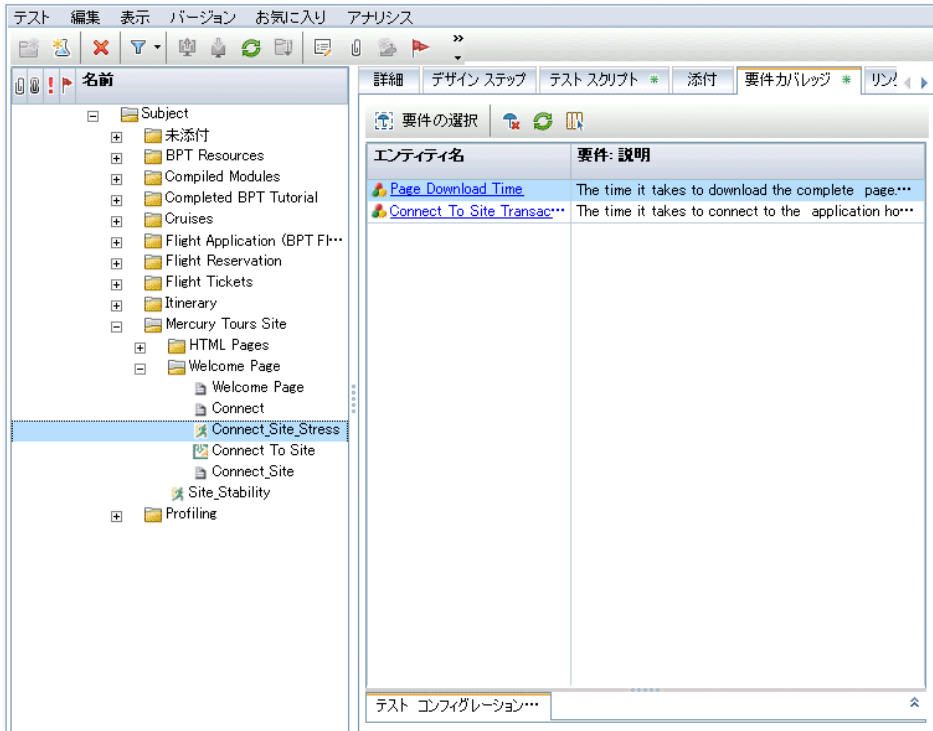 テスト 編集 表示 バージョン お気に入り アナリシス
名前
Subject
未添付
BPT Resources
Compiled Modules
Completed BPT Tutorial
Cruises
Flight Application (BPT Fl…
Flight Reservation
Flight Tickets
Itinerary
Mercury Tours Site
HTML Pages
Welcome Page
Welcome Page
Connect
Connect_Site_Stress
Connect To Site
Connect_Site
Site_Stability
Profiling
詳細 デザイン ステップ テスト スクリプト * 添付 要件カバレッジ *
要件の選択
エンティティ名 要件: 説明
Page Download Time The time it takes to download the complete page.…
Connect To Site Transac… The time it takes to connect to the application ho…
テスト コンフィグレーション…